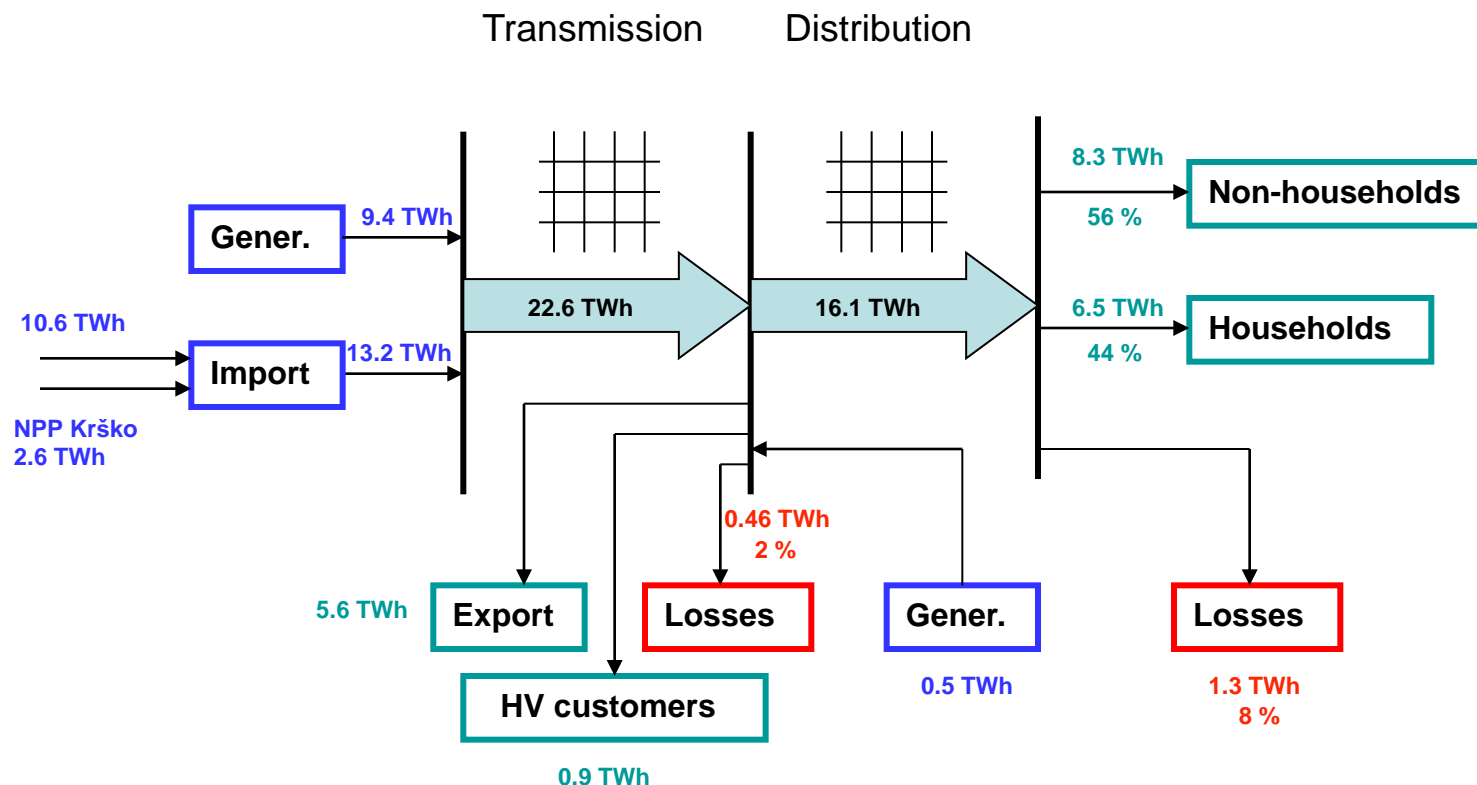 Transmission
Distribution
8.3 TWh
Non-households
56 %
9.4 TWh
Gener.
22.6 TWh
16.1 TWh
6.5 TWh
Households
44 %
10.6 TWh
13.2 TWh
Import
NPP Krško
2.6 TWh
0.46 TWh
2 %
5.6 TWh
Export
Losses
Gener.
Losses
0.5 TWh
1.3 TWh
8 %
HV customers
0.9 TWh